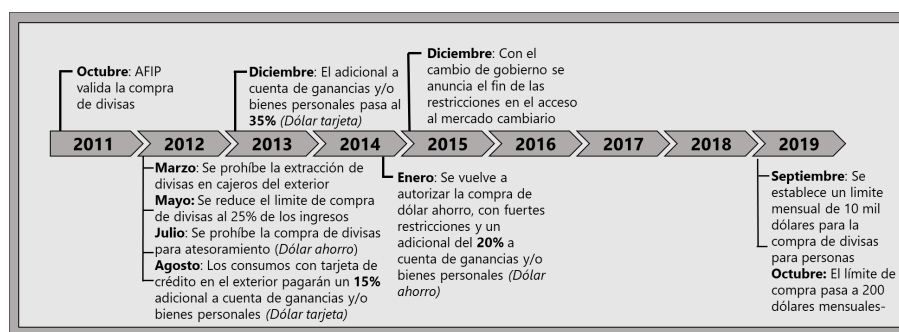 Octubre: AFIP
valida la compra
de divisas
Diciembre: El adicional a
cuenta de ganancias y/o
bienes personales pasa al
35% (Dólar tarjeta)
Diciembre: Con el
cambio de gobierno se
anuncia el fin de las
restricciones en el acceso
al mercado cambiario
2011
2012
2013
2014
2015
2016
2017
2018
2019
Marzo: Se prohíbe la extracción de
divisas en cajeros del exterior
Mayo: Se reduce el limite de compra
de divisas al 25% de los ingresos
Julio: Se prohíbe la compra de divisas
para atesoramiento (Dólar ahorro)
Agosto: Los consumos con tarjeta de
crédito en el exterior pagarán un 15%
adicional a cuenta de ganancias y/o
bienes personales (Dólar tarjeta)
Enero: Se vuelve a
autorizar la compra de
dólar ahorro, con fuertes
restricciones y un
adicional del 20% a
cuenta de ganancias y/o
bienes personales (Dólar
ahorro)
Septiembre: Se
establece un limite
mensual de 10 mil
dólares para la
compra de divisas
para personas
Octubre: El límite de
compra pasa a 200
dólares mensuales-